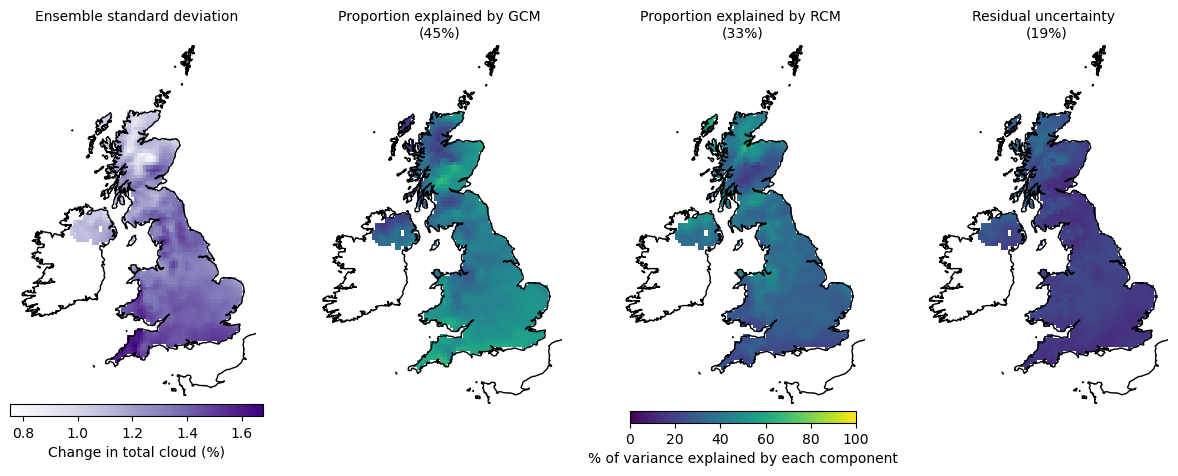 Ensemble standard deviation
Proportion explained by GCM
(45%)
Proportion explained by RCM
(33%)
Residual uncertainty
(19%)
0.8 1.0 1.2 1.4 1.6
Change in total cloud (%)
0 20 40 60 80 100
% of variance explained by each component